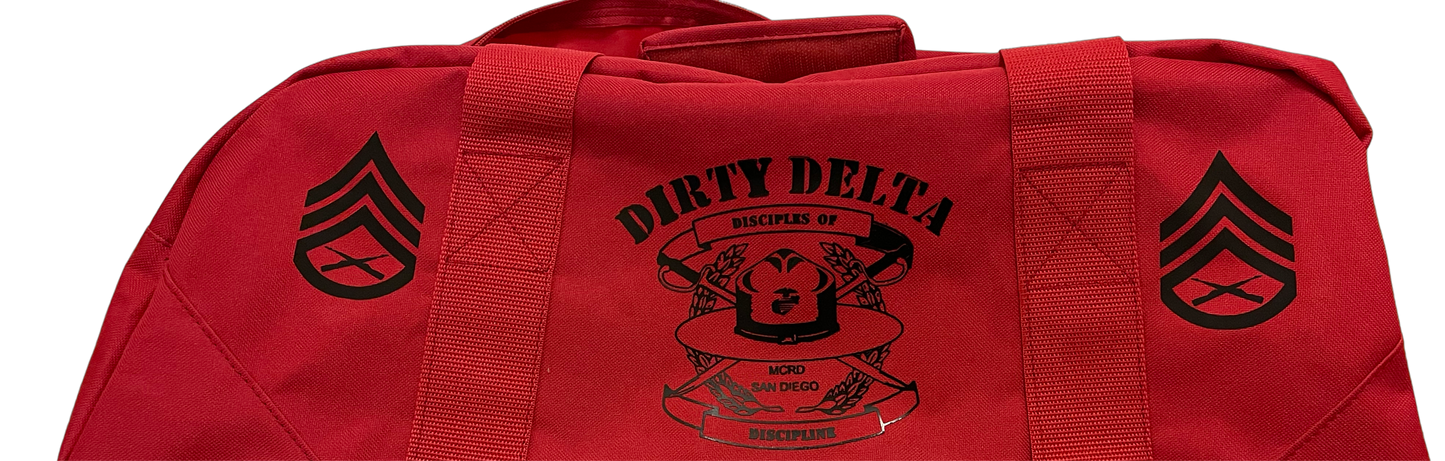 DIRTY DELTA
DISCIPLES OF
MCRD
SAN DIEGO
DISCIPLINE